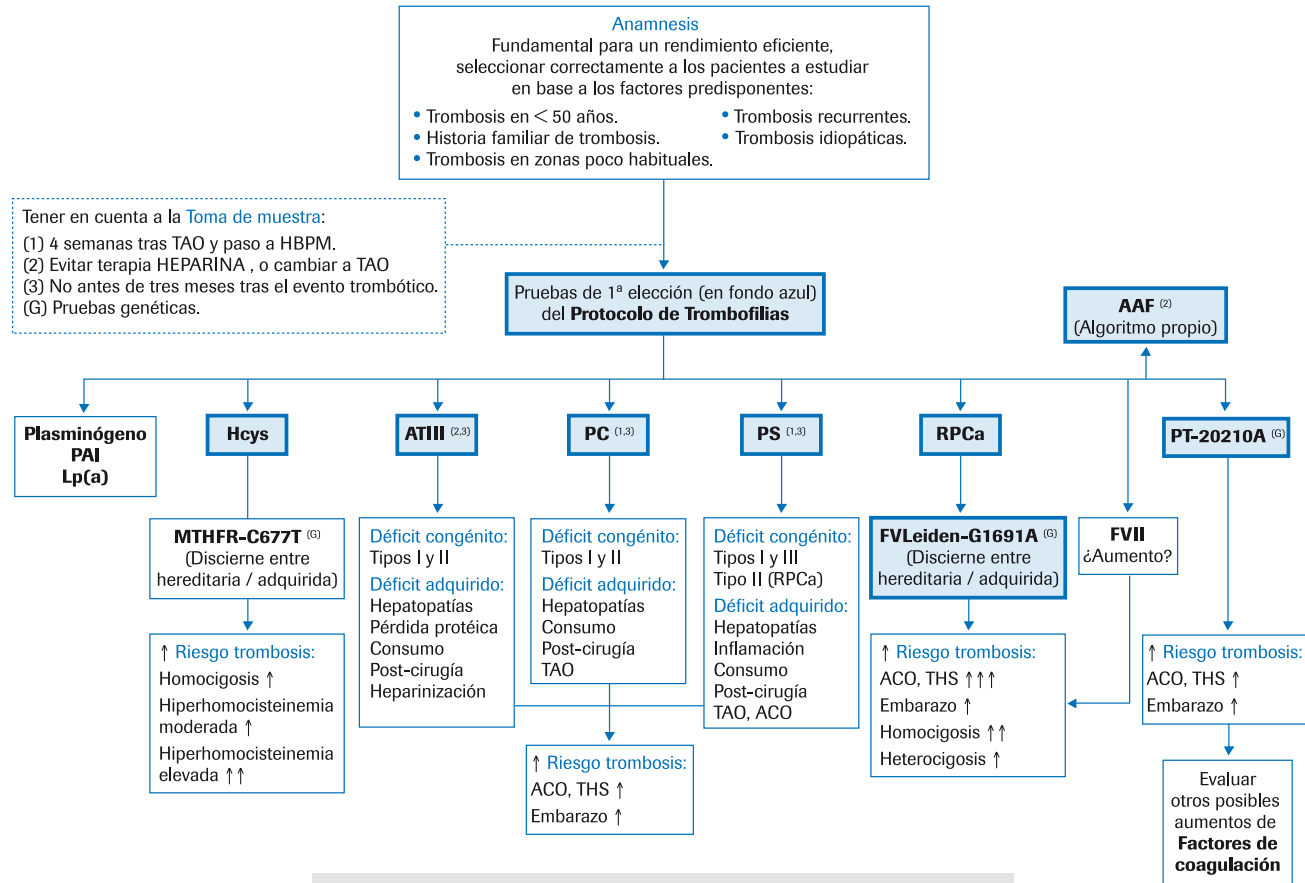 Anamnesis
Fundamental para un rendimiento eficiente,
seleccionar correctamente a los pacientes a estudiar
en base a los factores predisponentes:
• Trombosis en < 50 años.
• Historia familiar de trombosis.
• Trombosis en zonas poco habituales.
• Trombosis recurrentes.
• Trombosis idiopáticas.
Tener en cuenta a la Toma de muestra:
(1) 4 semanas tras TAO y paso a HBPM.
(2) Evitar terapia HEPARINA , o cambiar a TAO
(3) No antes de tres meses tras el evento trombótico.
(G) Pruebas genéticas.
Pruebas de 1ª elección (en fondo azul)
del Protocolo de Trombofilias
AAF (2)
(Algoritmo propio)
Plasminógeno
PAI
Lp(a)
Hcys
ATIII (2,3)
PC (1,3)
PS (1,3)
RPCa
PT-20210A (G)
MTHFR-C677T (G)
(Discierne entre
hereditaria / adquirida)
↑ Riesgo trombosis:
Homocigosis ↑
Hiperhomocisteinemia
moderada ↑
Hiperhomocisteinemia
elevada ↑↑
Déficit congénito:
Tipos I y II
Déficit adquirido:
Hepatopatías
Pérdida protéica
Consumo
Post-cirugía
Heparinización
Déficit congénito:
Tipos I y II
Déficit adquirido:
Hepatopatías
Consumo
Post-cirugía
TAO
Déficit congénito:
Tipos I y III
Tipo II (RPCa)
Déficit adquirido:
Hepatopatías
Inflamación
Consumo
Post-cirugía
TAO, ACO
↑ Riesgo trombosis:
ACO, THS ↑
Embarazo ↑
FVLeiden-G1691A (G)
(Discierne entre
hereditaria / adquirida)
↑ Riesgo trombosis:
ACO, THS ↑↑↑
Embarazo ↑
Homocigosis ↑↑
Heterocigosis ↑
FVII
¿Aumento?
↑ Riesgo trombosis:
ACO, THS ↑
Embarazo ↑
Evaluar
otros posibles
aumentos de
Factores de
coagulación